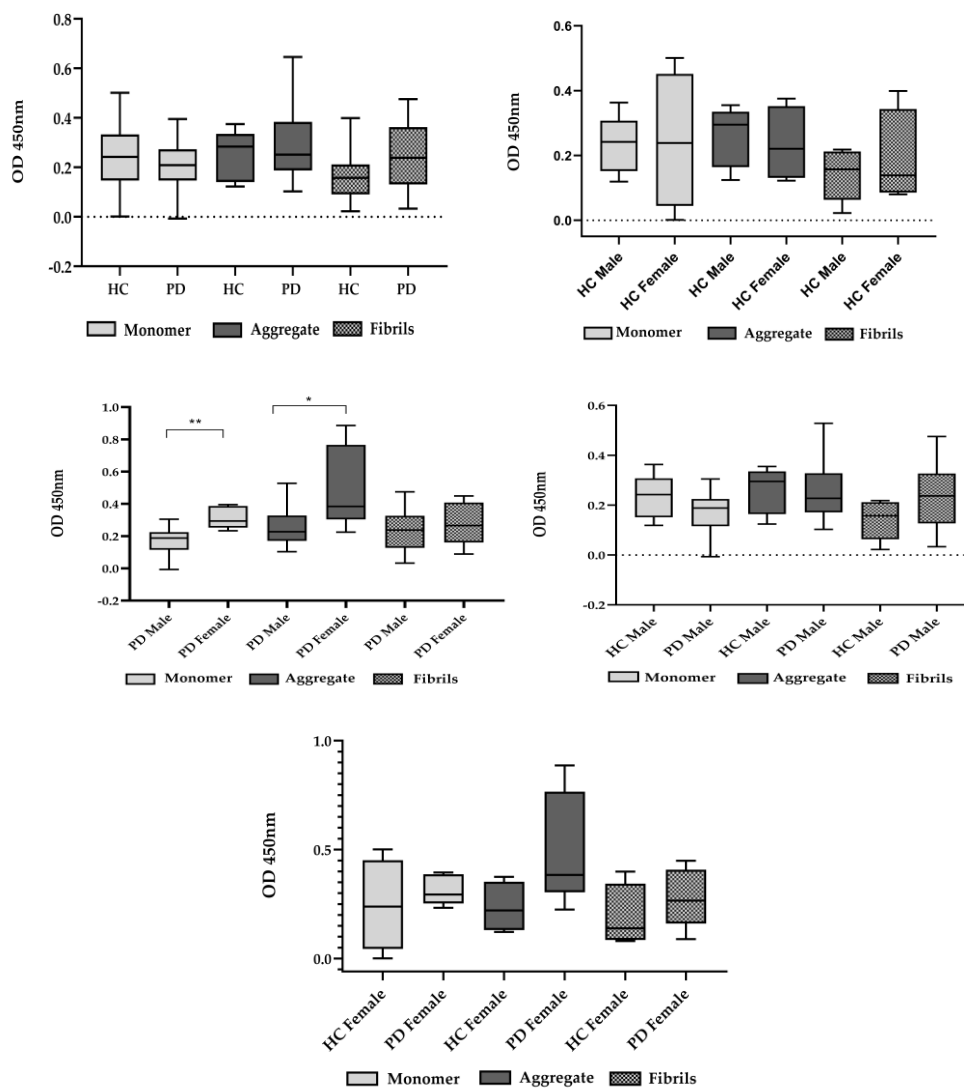 0.8
0.6
0.4
0.2
0.0
-0.2
OD 450nm
HC PD HC PD HC PD
Monomer Aggregate Fibrils
0.6
0.4
0.2
0.0
OD 450nm
HC Male HC Female HC Male HC Female HC Male HC Female
Monomer Aggregate Fibrils
1.0
0.8
0.6
0.4
0.2
0.0
-0.2
OD 450nm
** *
PD Male PD Female PD Male PD Female PD Male PD Female
Monomer Aggregate Fibrils
0.6
0.4
0.2
0.0
-0.2
OD 450nm
HC Male PD Male HC Male PD Male HC Male PD Male
Monomer Aggregate Fibrils
1.0
0.5
0.0
OD 450nm
HC Female PD Female HC Female PD Female HC Female PD Female
Monomer Aggregate Fibrils